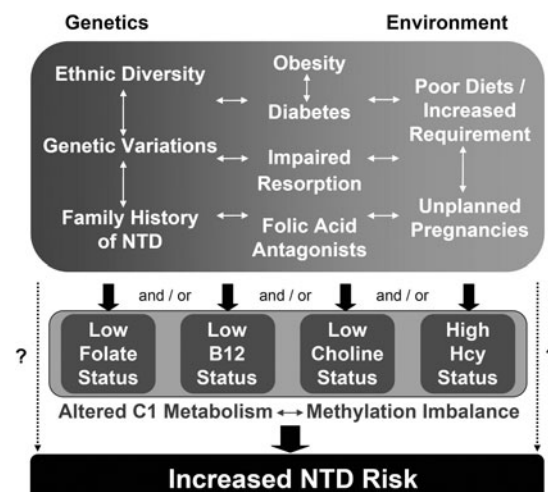 Genetics Environment
Ethnic Diversity
Genetic Variations
Family History
of NTD
Obesity
Diabetes
Impaired
Resorption
Folic Acid
Antagonists
Poor Diets /
Increased
Requirement
Unplanned
Pregnancies
and / or and / or and / or
? ?
Low
Folate
Status
Low
B12
Status
Low
Choline
Status
High
Hcy
Status
Altered C1 Metabolism Methylation Imbalance
Increased NTD Risk